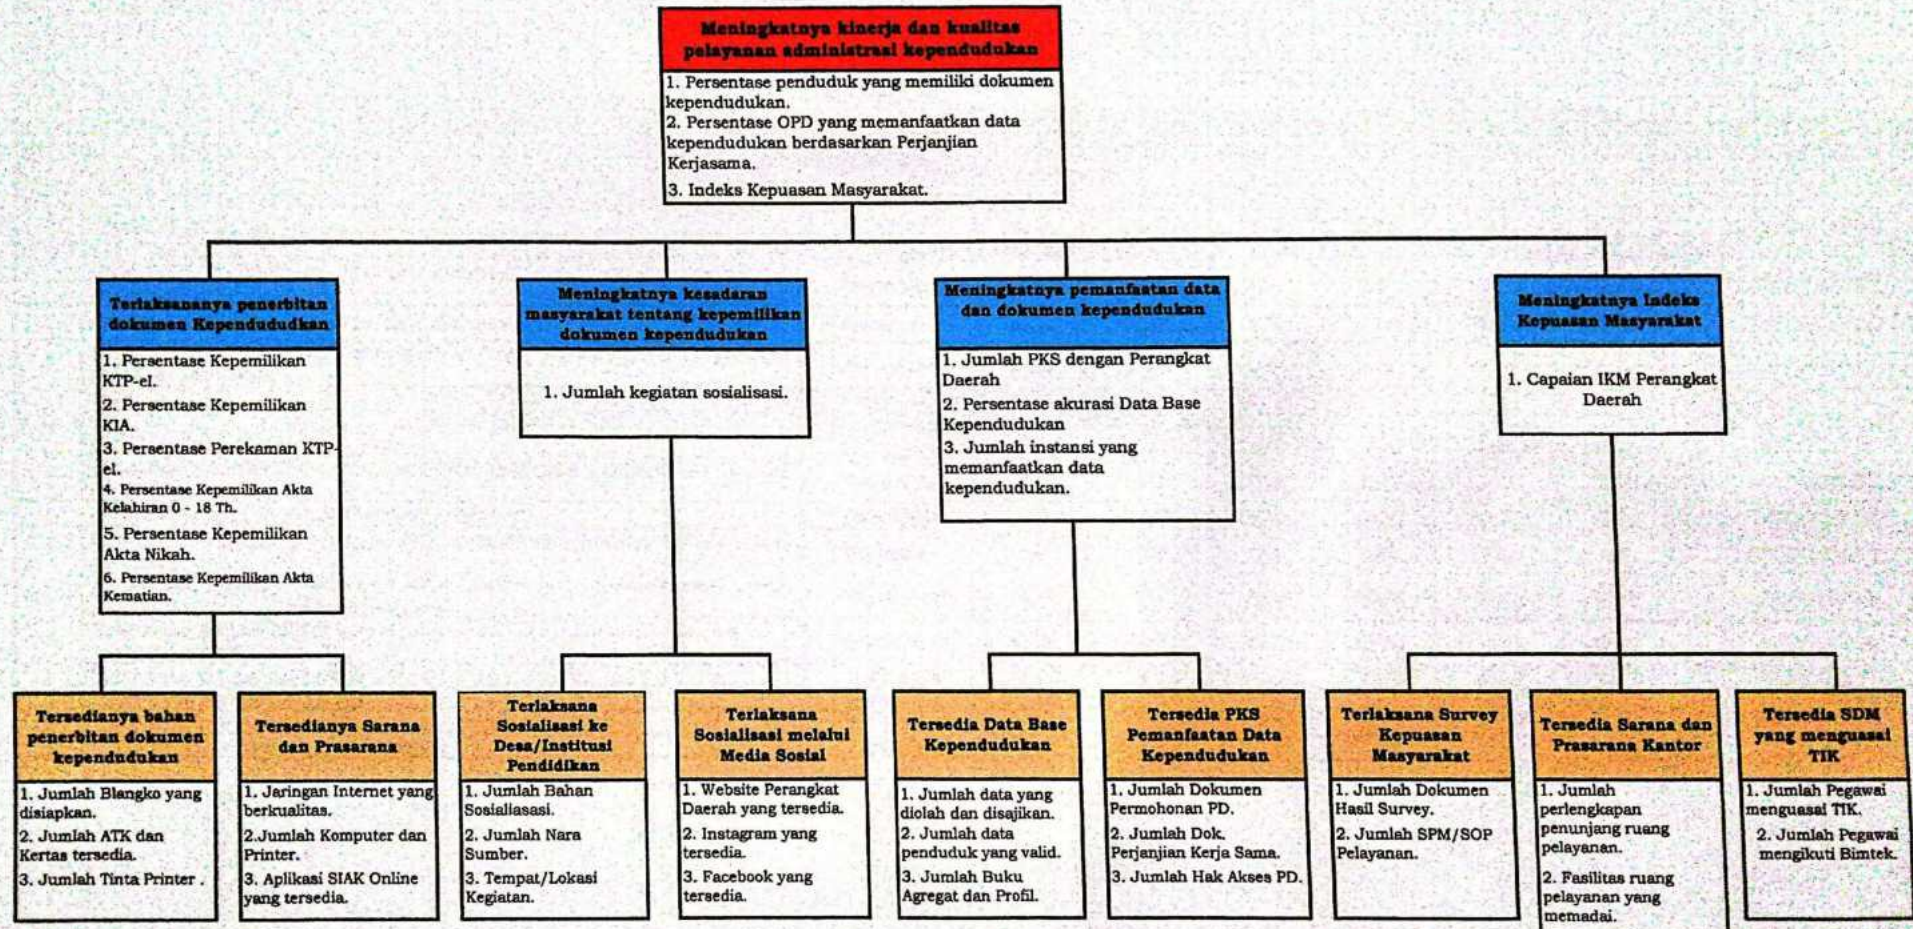 Meningkatnya kinerja dan kualitas
pelayanan administrasi kependudukan
1. Persentase penduduk yang memiliki dokumen
kependudukan.
2. Persentase OPD yang memanfaatkan data
kependudukan berdasarkan Perjanjian
Kerjasama.
3. Indeks Kepuasan Masyarakat.
Terlaksananya penerbitan
dokumen Kependududkan
1. Persentase Kepemilikan
KTP-el.
2. Persentase Kepemilikan
KIA.
3. Persentase Perekaman KTP-
el.
4. Persentase Kepemilikan Akta
Kelahiran 0 - 18 Th.
5. Persentase Kepemilikan
Akta Nikah.
6. Persentase Kepemilikan Akta
Kematian.
Meningkatnya kesadaran
masyarakat tentang kepemilikan
dokumen kependudukan
1. Jumlah kegiatan sosialisasi.
Meningkatnya pemanfaatan data
dan dokumen kependudukan
1. Jumlah PKS dengan Perangkat
Daerah
2. Persentase akurasi Data Base
Kependudukan
3. Jumlah instansi yang
memanfaatkan data
kependudukan.
Meningkatnya Indeks
Kepuasan Masyarakat
1. Capaian IKM Perangkat
Daerah
Tersedianya bahan
penerbitan dokumen
kependudukan
1. Jumlah Blangko yang
disiapkan.
2. Jumlah ATK dan
Kertas tersedia.
3. Jumlah Tinta Printer .
Tersedianya Sarana
dan Prasarana
1. Jaringan Internet yang
berkualitas.
2.Jumlah Komputer dan
Printer.
3. Aplikasi SIAK Online
yang tersedia.
Terlaksana
Sosialisasi ke
Desa/Institusi
Pendidikan
1. Jumlah Bahan
Sosialiasasi.
2. Jumlah Nara
Sumber.
3. Tempat/Lokasi
Kegiatan.
Terlaksana
Sosialisasi melalui
Media Sosial
1. Website Perangkat
Daerah yang tersedia.
2. Instagram yang
tersedia.
3. Facebook yang
tersedia.
Tersedia Data Base
Kependudukan
1. Jumlah data yang
diolah dan disajikan.
2. Jumlah data
penduduk yang valid.
3. Jumlah Buku
Agregat dan Profil.
Tersedia PKS
Pemanfaatan Data
Kependudukan
1. Jumlah Dokumen
Permohonan PD.
2. Jumlah Dok.
Perjanjian Kerja Sama.
3. Jumlah Hak Akses PD.
Terlaksana Survey
Kepuasan
Masyarakat
1. Jumlah Dokumen
Hasil Survey.
2. Jumlah SPM/SOP
Pelayanan.
Tersedia Sarana dan
Prasarana Kantor
1. Jumlah
perlengkapan
penunjang ruang
pelayanan.
2. Fasilitas ruang
pelayanan yang
memadai.
Tersedia SDM
yang menguasai
TIK
1. Jumlah Pegawai
menguasai TIK.
2. Jumlah Pegawai
mengikuti Bimtek.